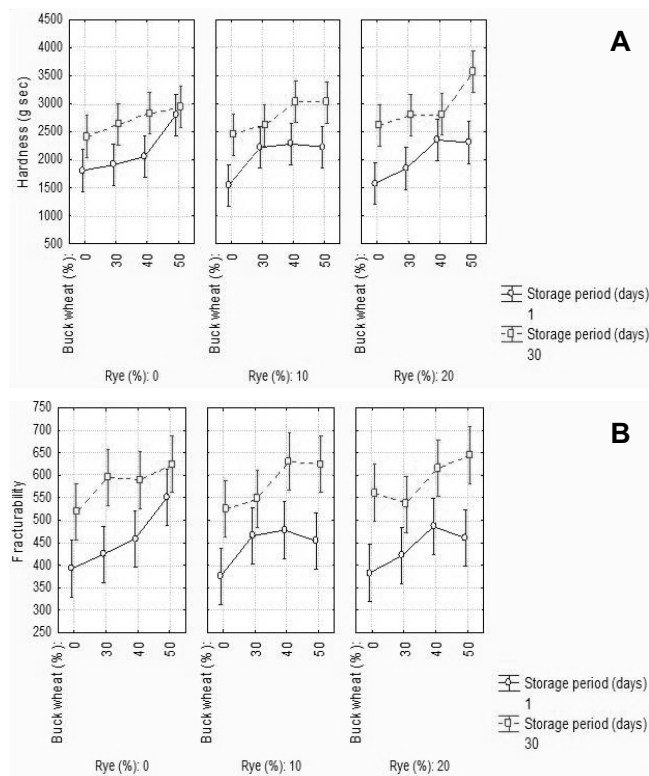 A
4500
4000
3500
3000
2500
2000
1500
1000
500
Hardness (g sec)
Buck wheat (%): 0 30 40 50
Buck wheat (%): 0 30 40 50
Buck wheat (%): 0 30 40 50
Rye (%): 0
Rye (%): 10
Rye (%): 20
Storage period (days)
1
Storage period (days)
30
B
750
700
650
600
550
500
450
400
350
300
250
Fracturability
Buck wheat (%): 0 30 40 50
Buck wheat (%): 0 30 40 50
Buck wheat (%): 0 30 40 50
Rye (%): 0
Rye (%): 10
Rye (%): 20
Storage period (days)
1
Storage period (days)
30